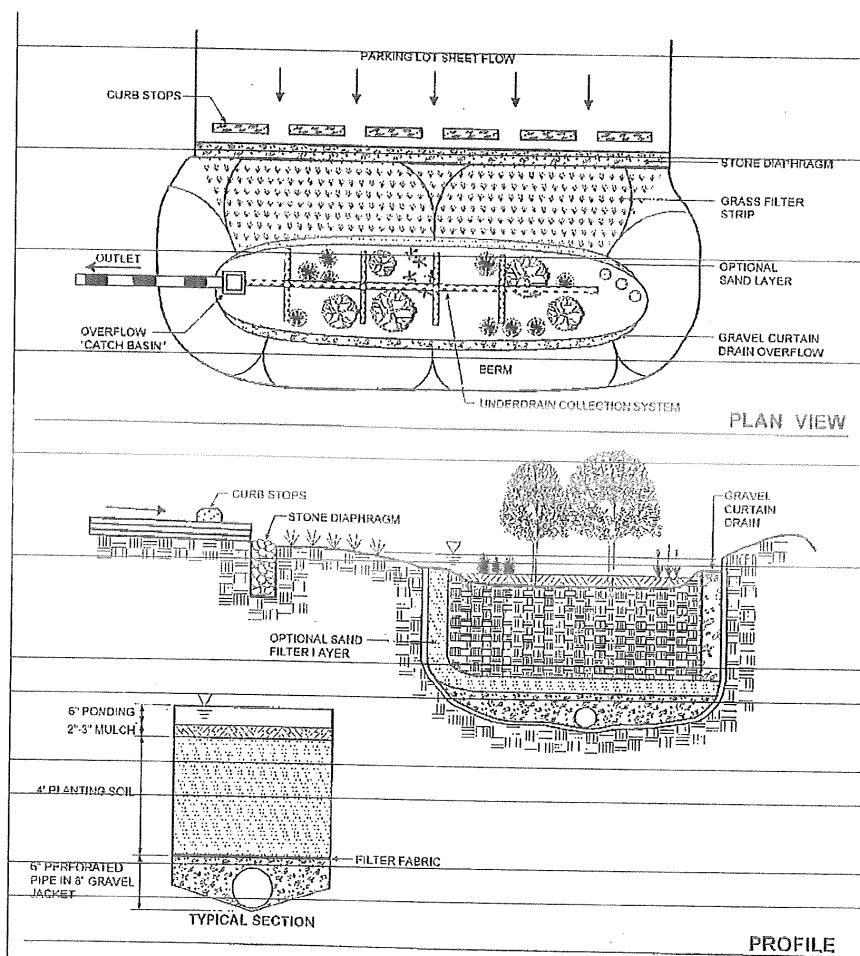 PARKING LOT SHEET FLOW
CURB STOPS
STONE DIAPHRAGM
GRASS FILTER
STRIP
OUTLET
OPTIONAL
SAND LAYER
OVERFLOW
"CATCH BASIN"
GRAVEL CURTAIN
DRAIN OVERFLOW
BERM
UNDERDRAIN COLLECTION SYSTEM
PLAN VIEW
CURB STOPS
STONE DIAPHRAGM
GRAVEL
CURTAIN
DRAIN
OPTIONAL SAND
FILTER LAYER
6" PONDING
2"-3" MULCH
4' PLANTING SOIL
FILTER FABRIC
6" PERFORATED
PIPE IN 8" GRAVEL
JACKET
TYPICAL SECTION
PROFILE